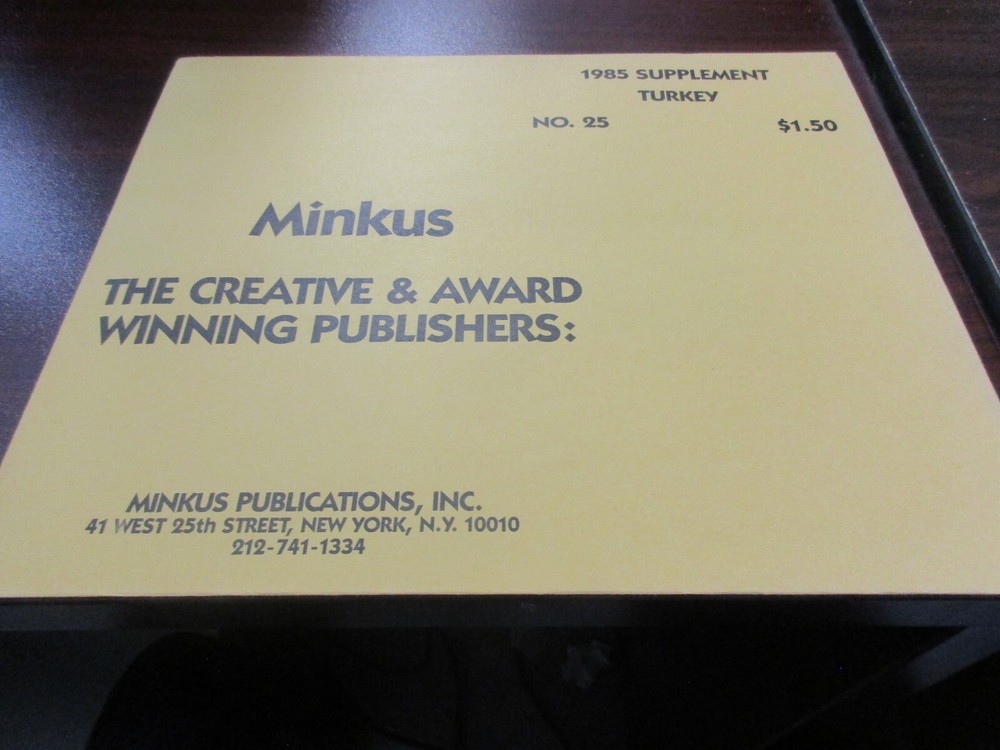 1985 SUPPLEMENT
TURKEY
NO. 25 $1.50
Minkus
THE CREATIVE & AWARD
WINNING PUBLISHERS:
MINKUS PUBLICATIONS, INC.
41 WEST 25th STREET, NEW YORK, N.Y. 10010
212-741-1334